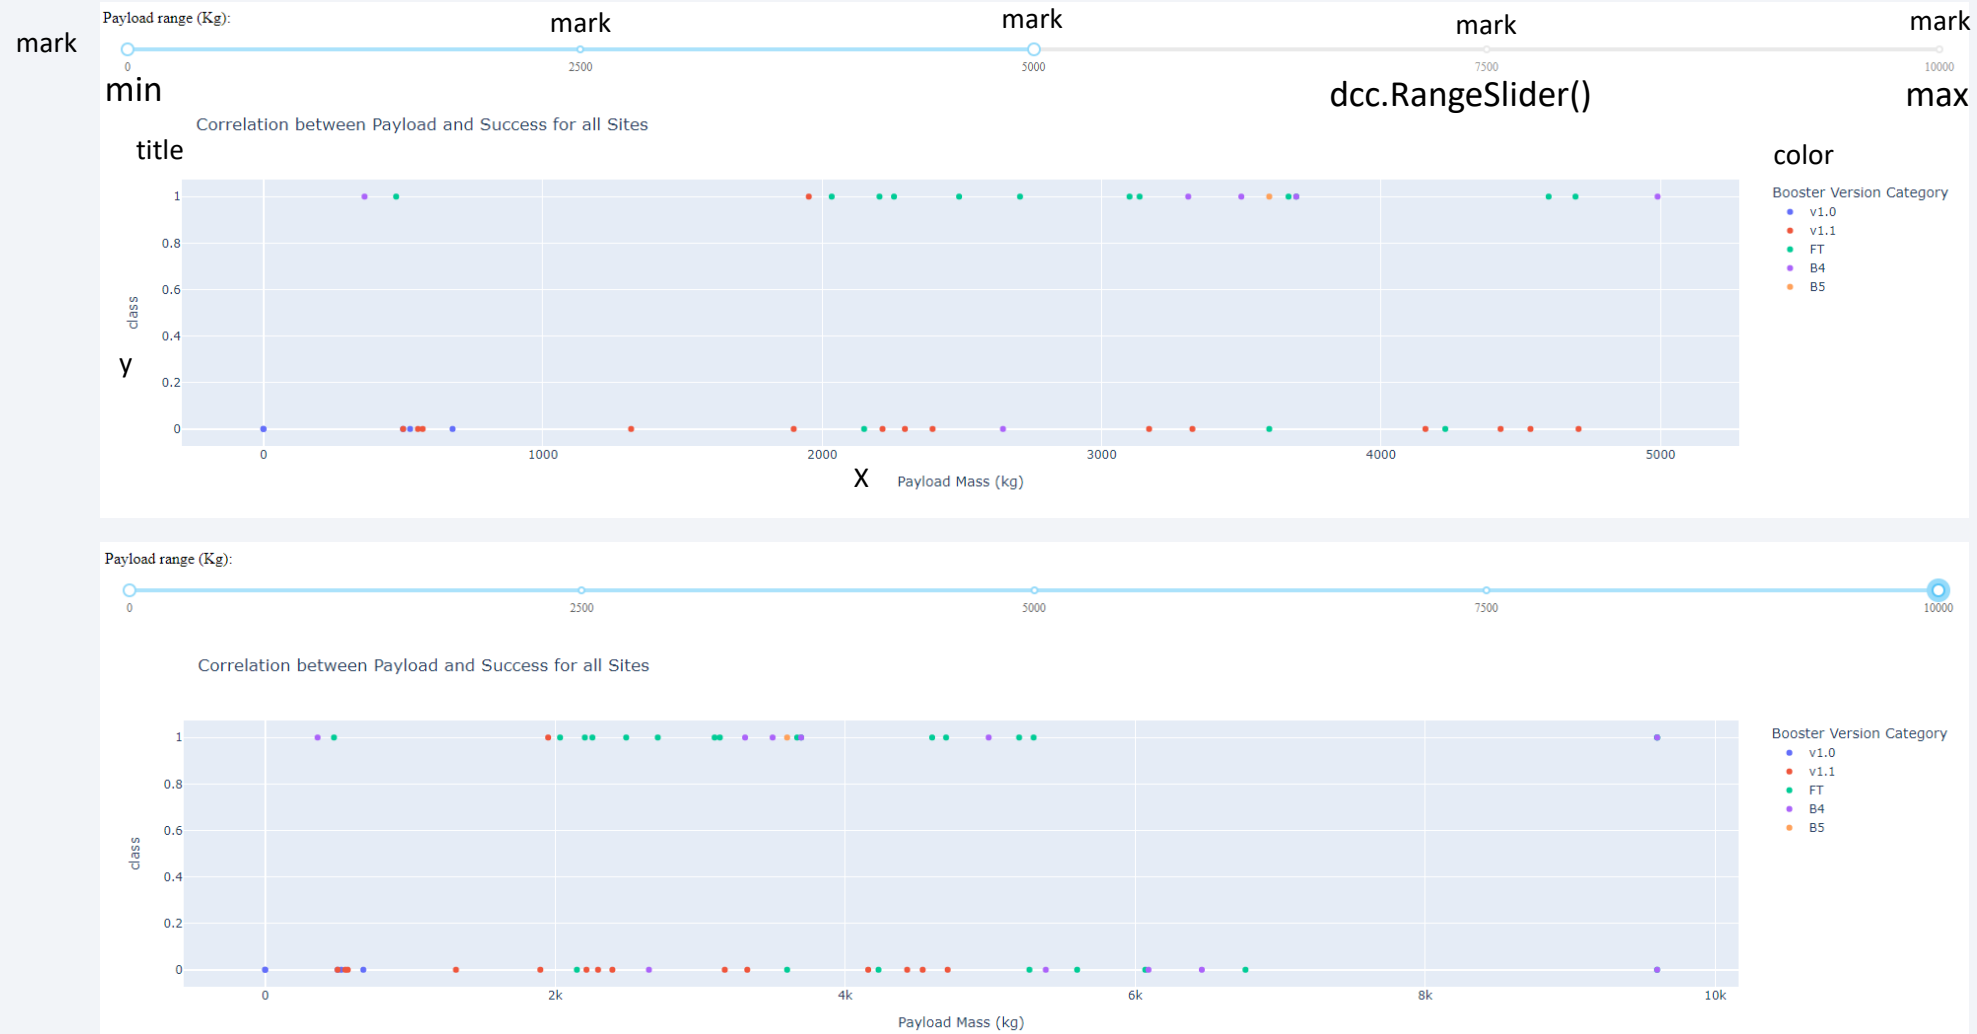 Payload range (Kg):
mark
mark
mark
mark
mark
0
2500
5000
7500
10000
min
dcc.RangeSlider()
max
Correlation between Payload and Success for all Sites
title
color
Booster Version Category
v1.0
v1.1
FT
B4
B5
1
0.8
0.6
0.4
0.2
0
class
y
0
1000
2000
3000
4000
5000
X
Payload Mass (kg)
Payload range (Kg):
0
2500
5000
7500
10000
Correlation between Payload and Success for all Sites
Booster Version Category
v1.0
v1.1
FT
B4
B5
1
0.8
0.6
0.4
0.2
0
class
0
2k
4k
6k
8k
10k
Payload Mass (kg)